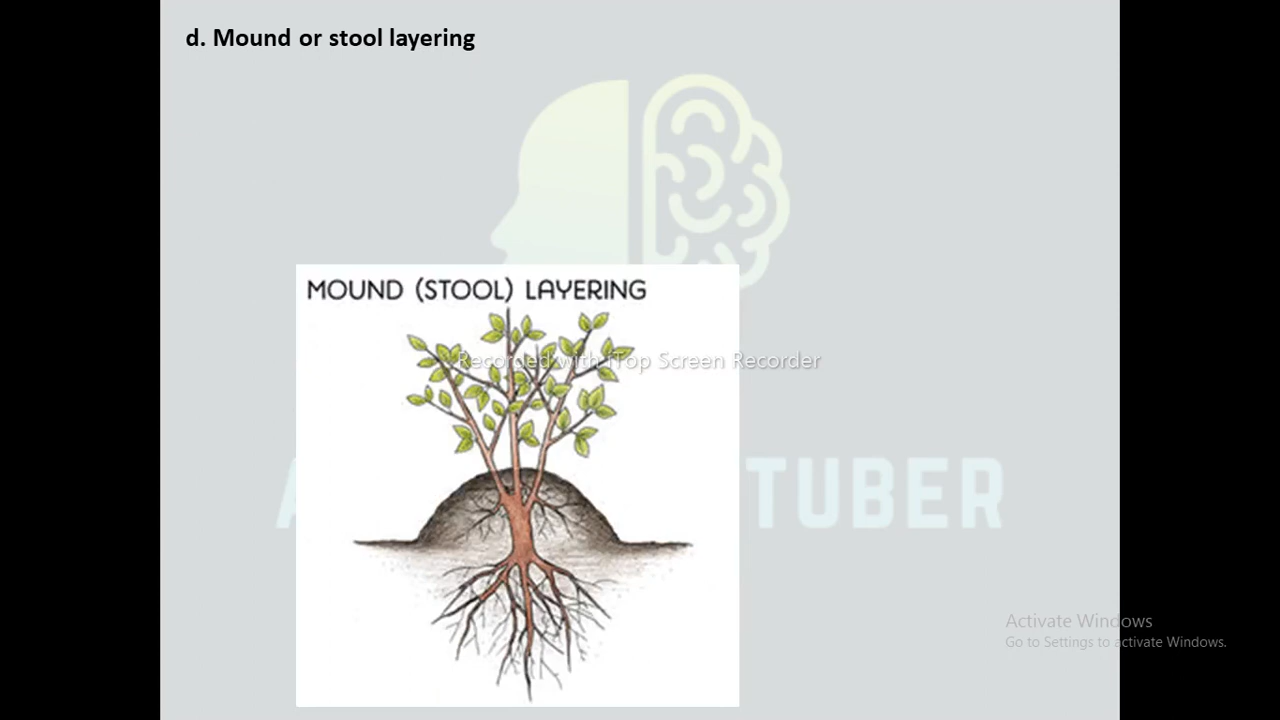 d. Mound or stool layering
MOUND (STOOL) LAYERING
Recorded with iTop Screen Recorder
TUBER
Activate Windows
Go to Settings to activate Windows.